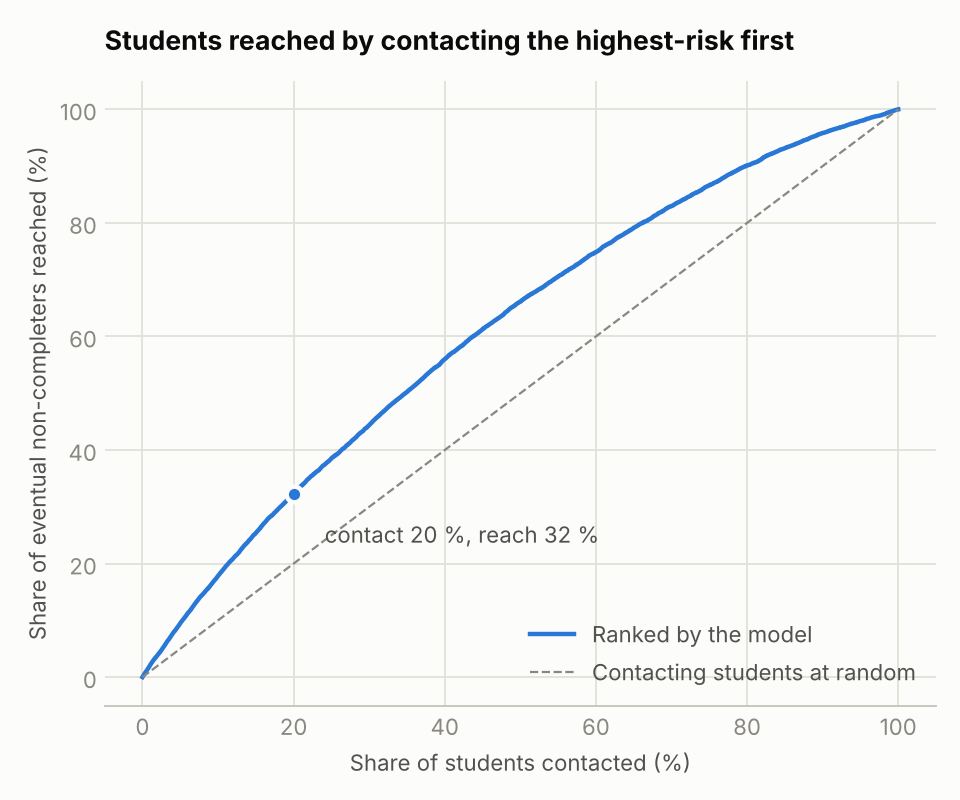 Students reached by contacting the highest-risk first
Share of eventual non-completers reached (%)
100
80
60
40
20
0
contact 20 %, reach 32 %
Ranked by the model
Contacting students at random
0 20 40 60 80 100
Share of students contacted (%)